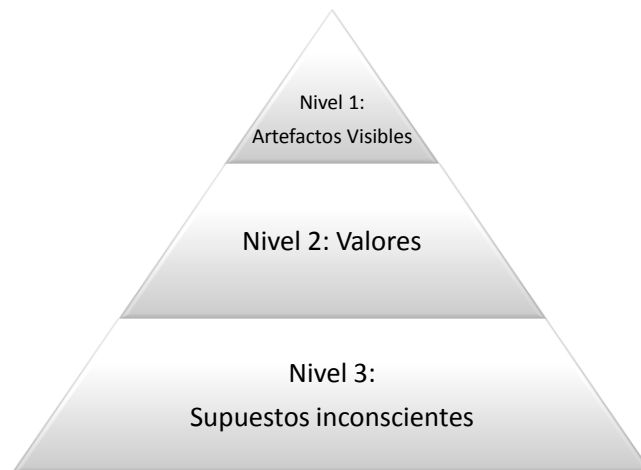 Nivel 1:
Artefactos Visibles
Nivel 2: Valores
Nivel 3:
Supuestos inconscientes